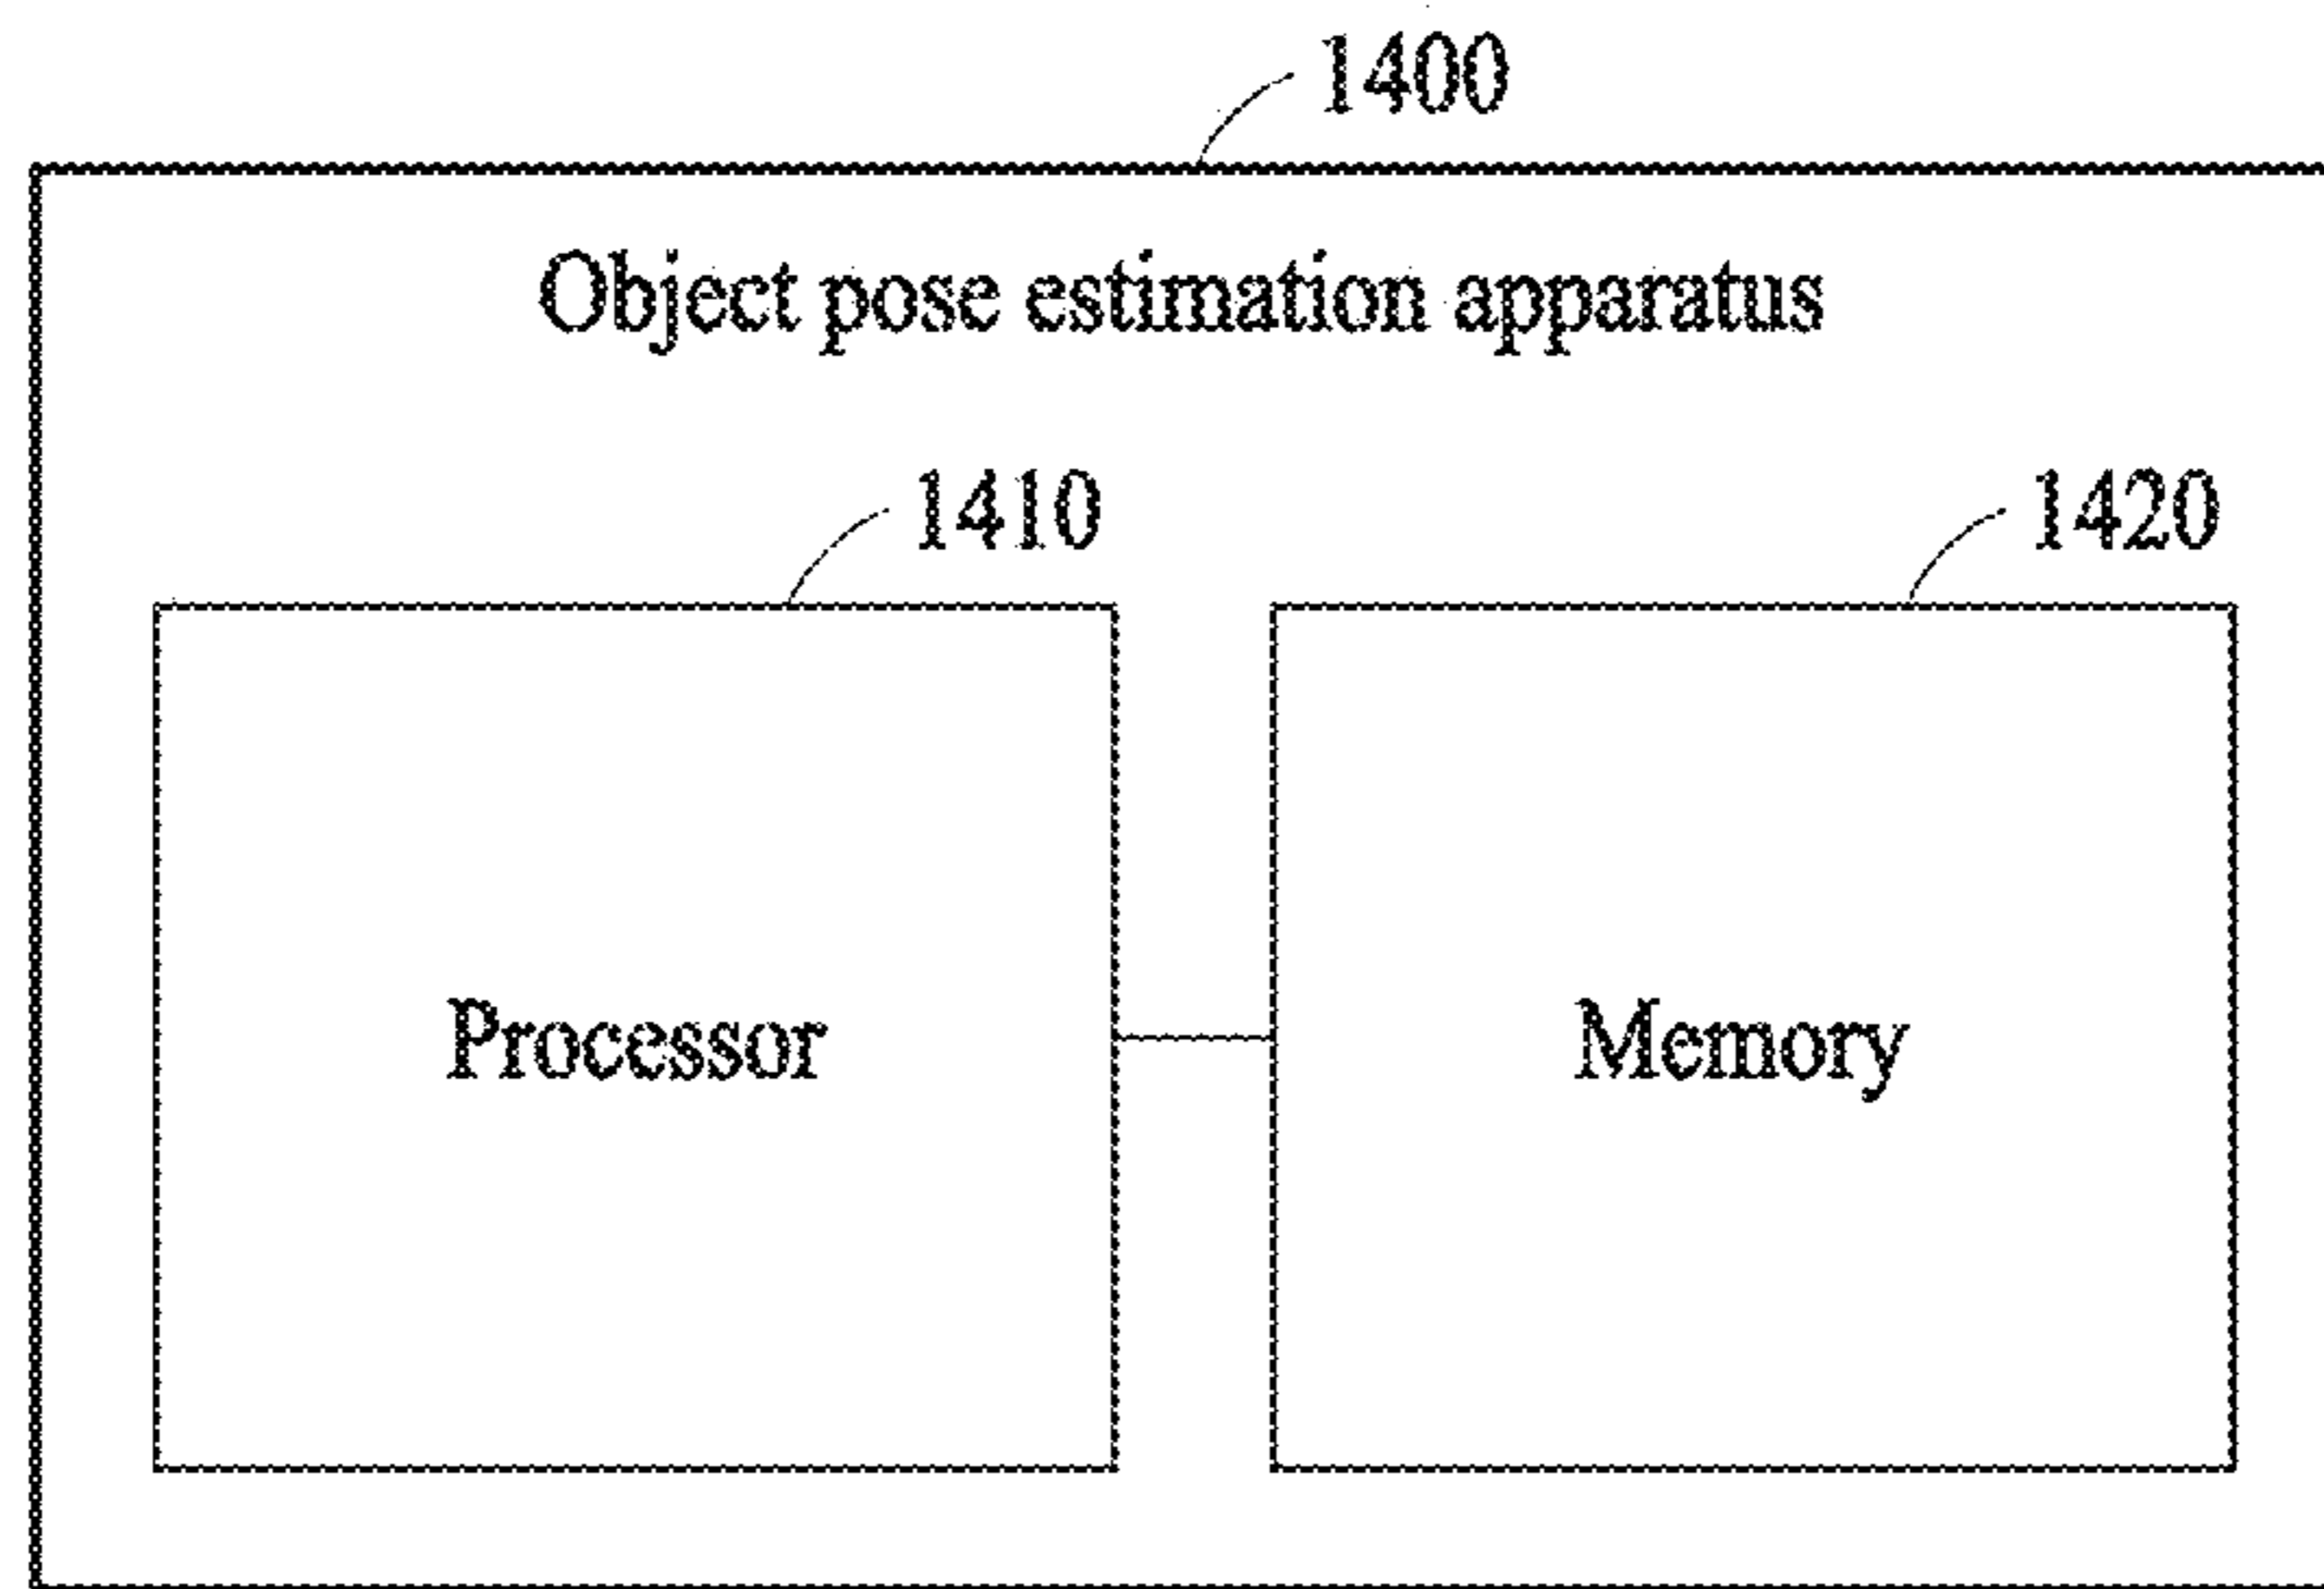 1400
Object pose estimation apparatus
1410
1420
Processor
Memory